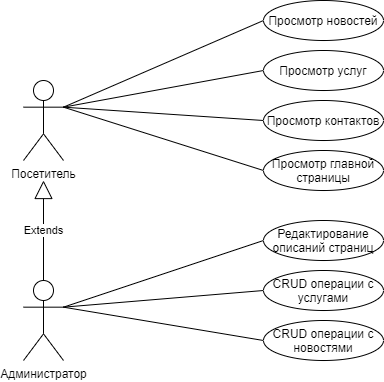 Просмотр новостей
Просмотр услуг
Просмотр контактов
Просмотр главной
страницы
Посетитель
Extends
Редактирование
описаний страниц
CRUD операции с
услугами
CRUD операции с
новостями
Администратор